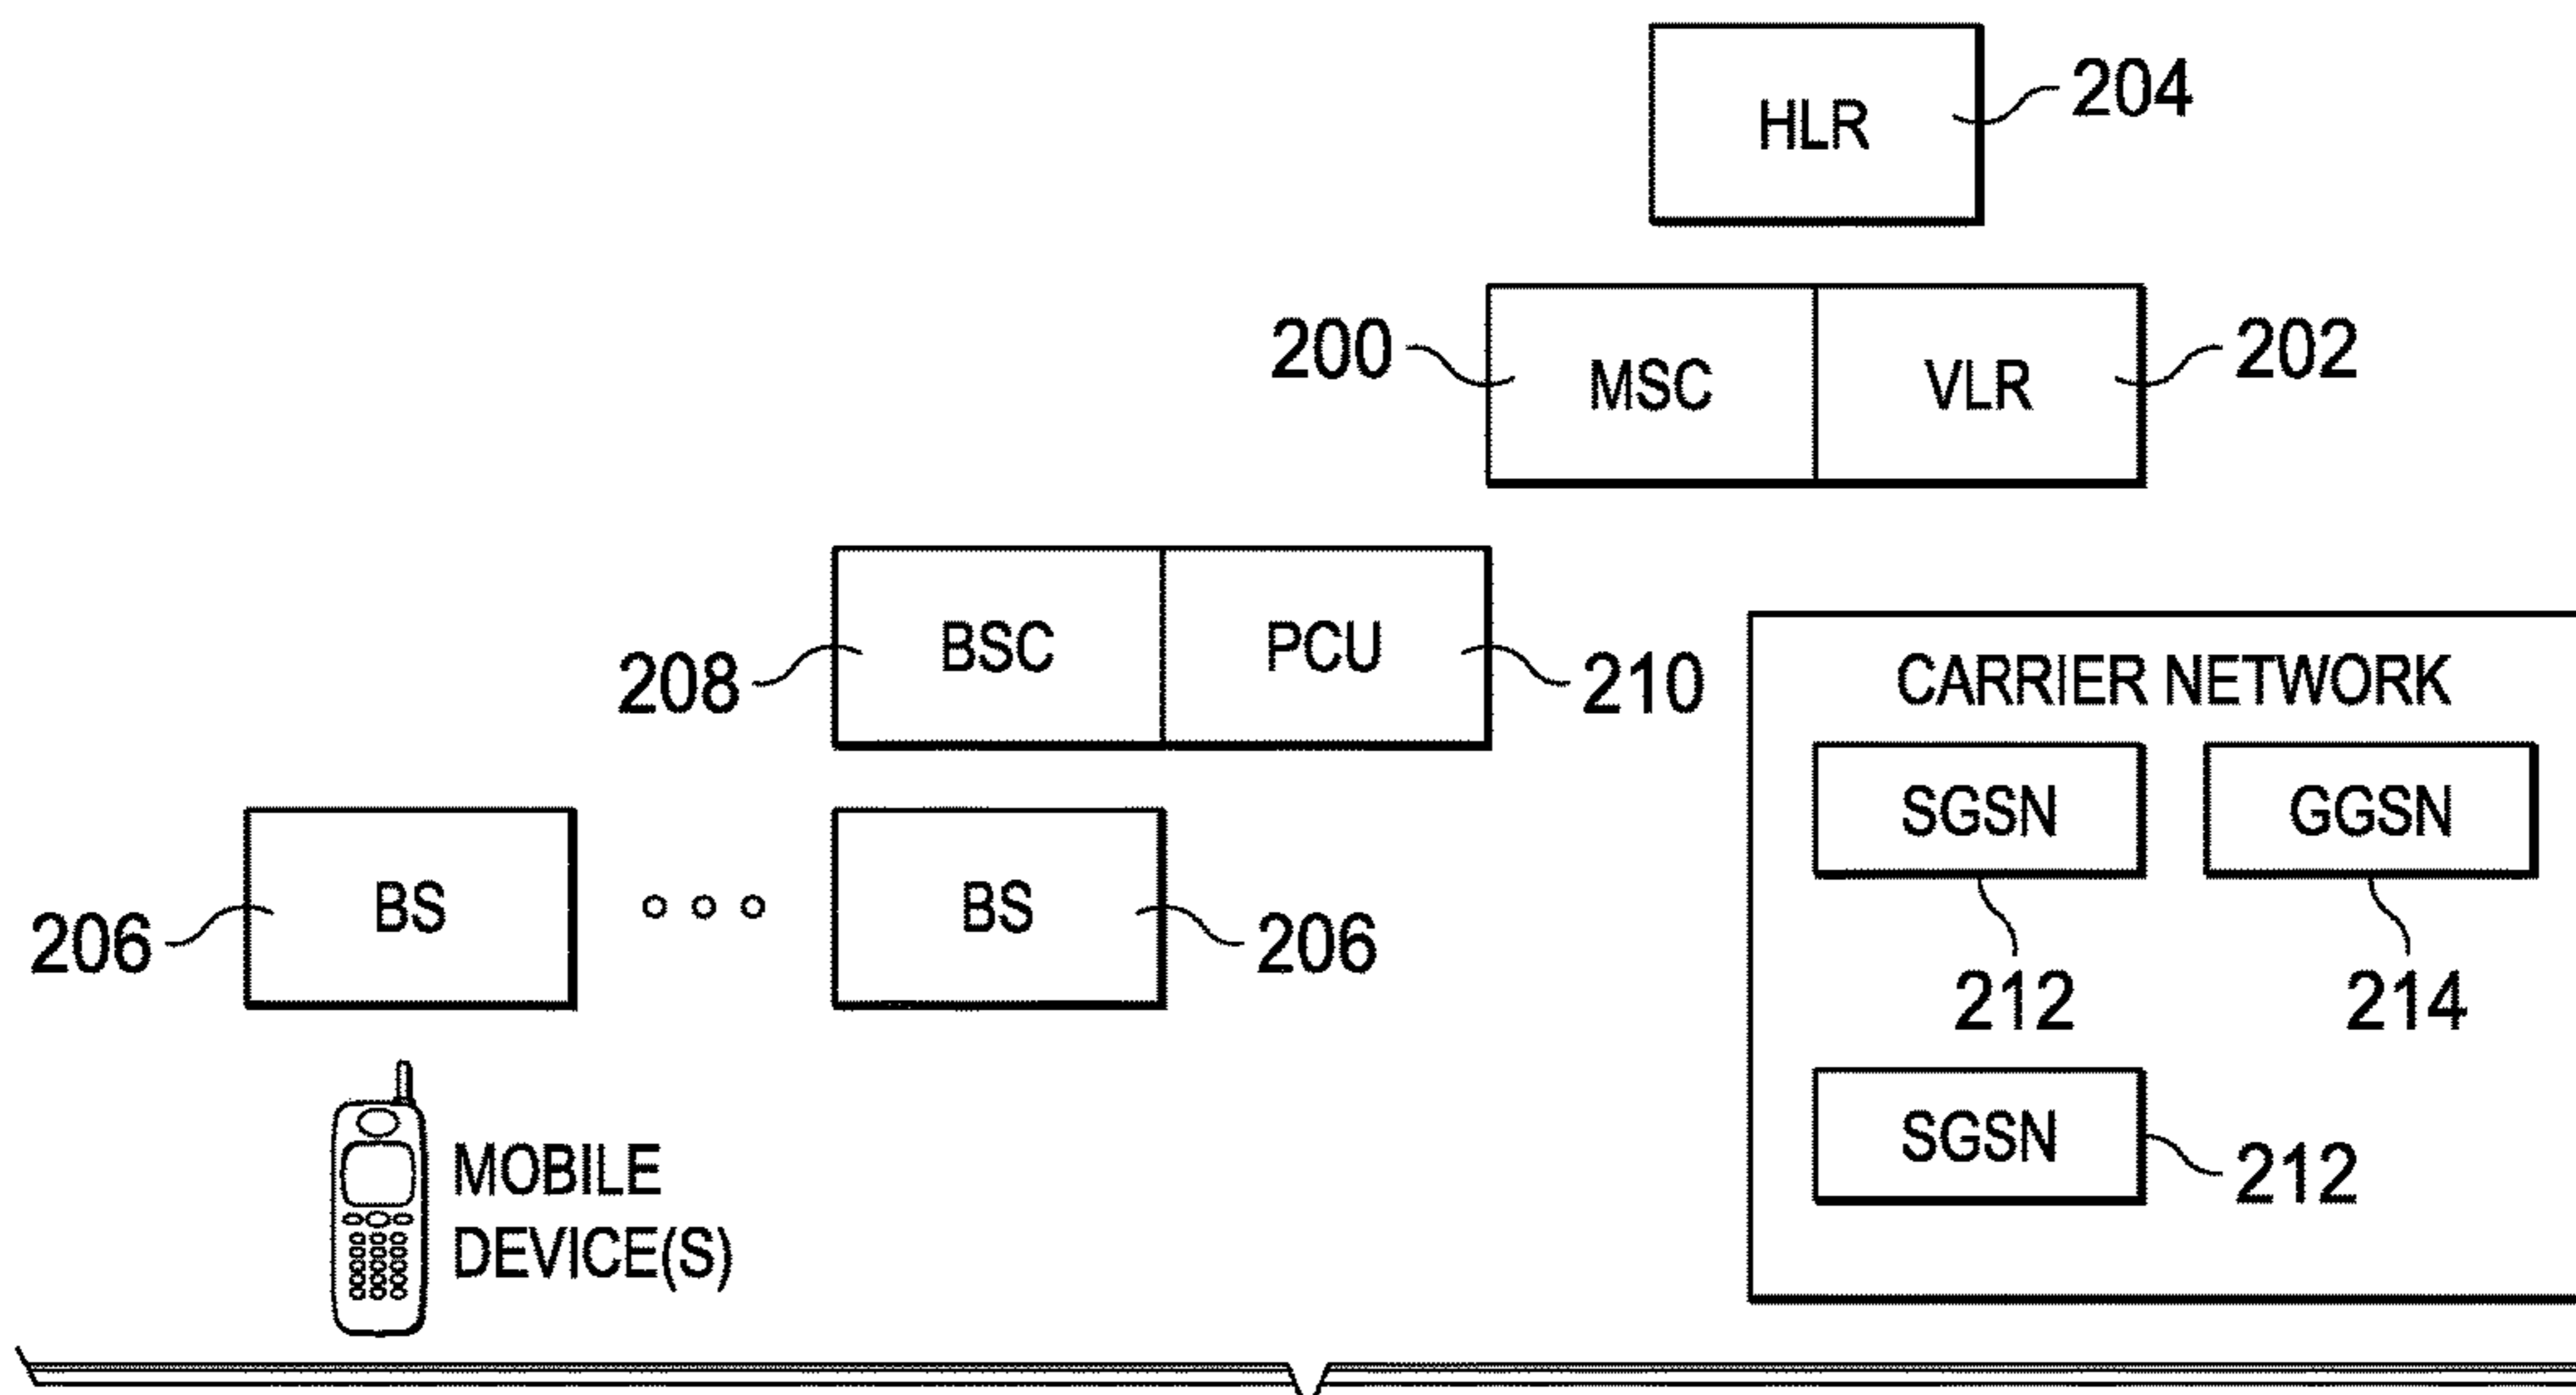 HLR 204
200 MSC VLR 202
208 BSC PCU 210
CARRIER NETWORK
SGSN GGSN
206 BS BS 206
212 214
MOBILE
DEVICE(S)
SGSN 212